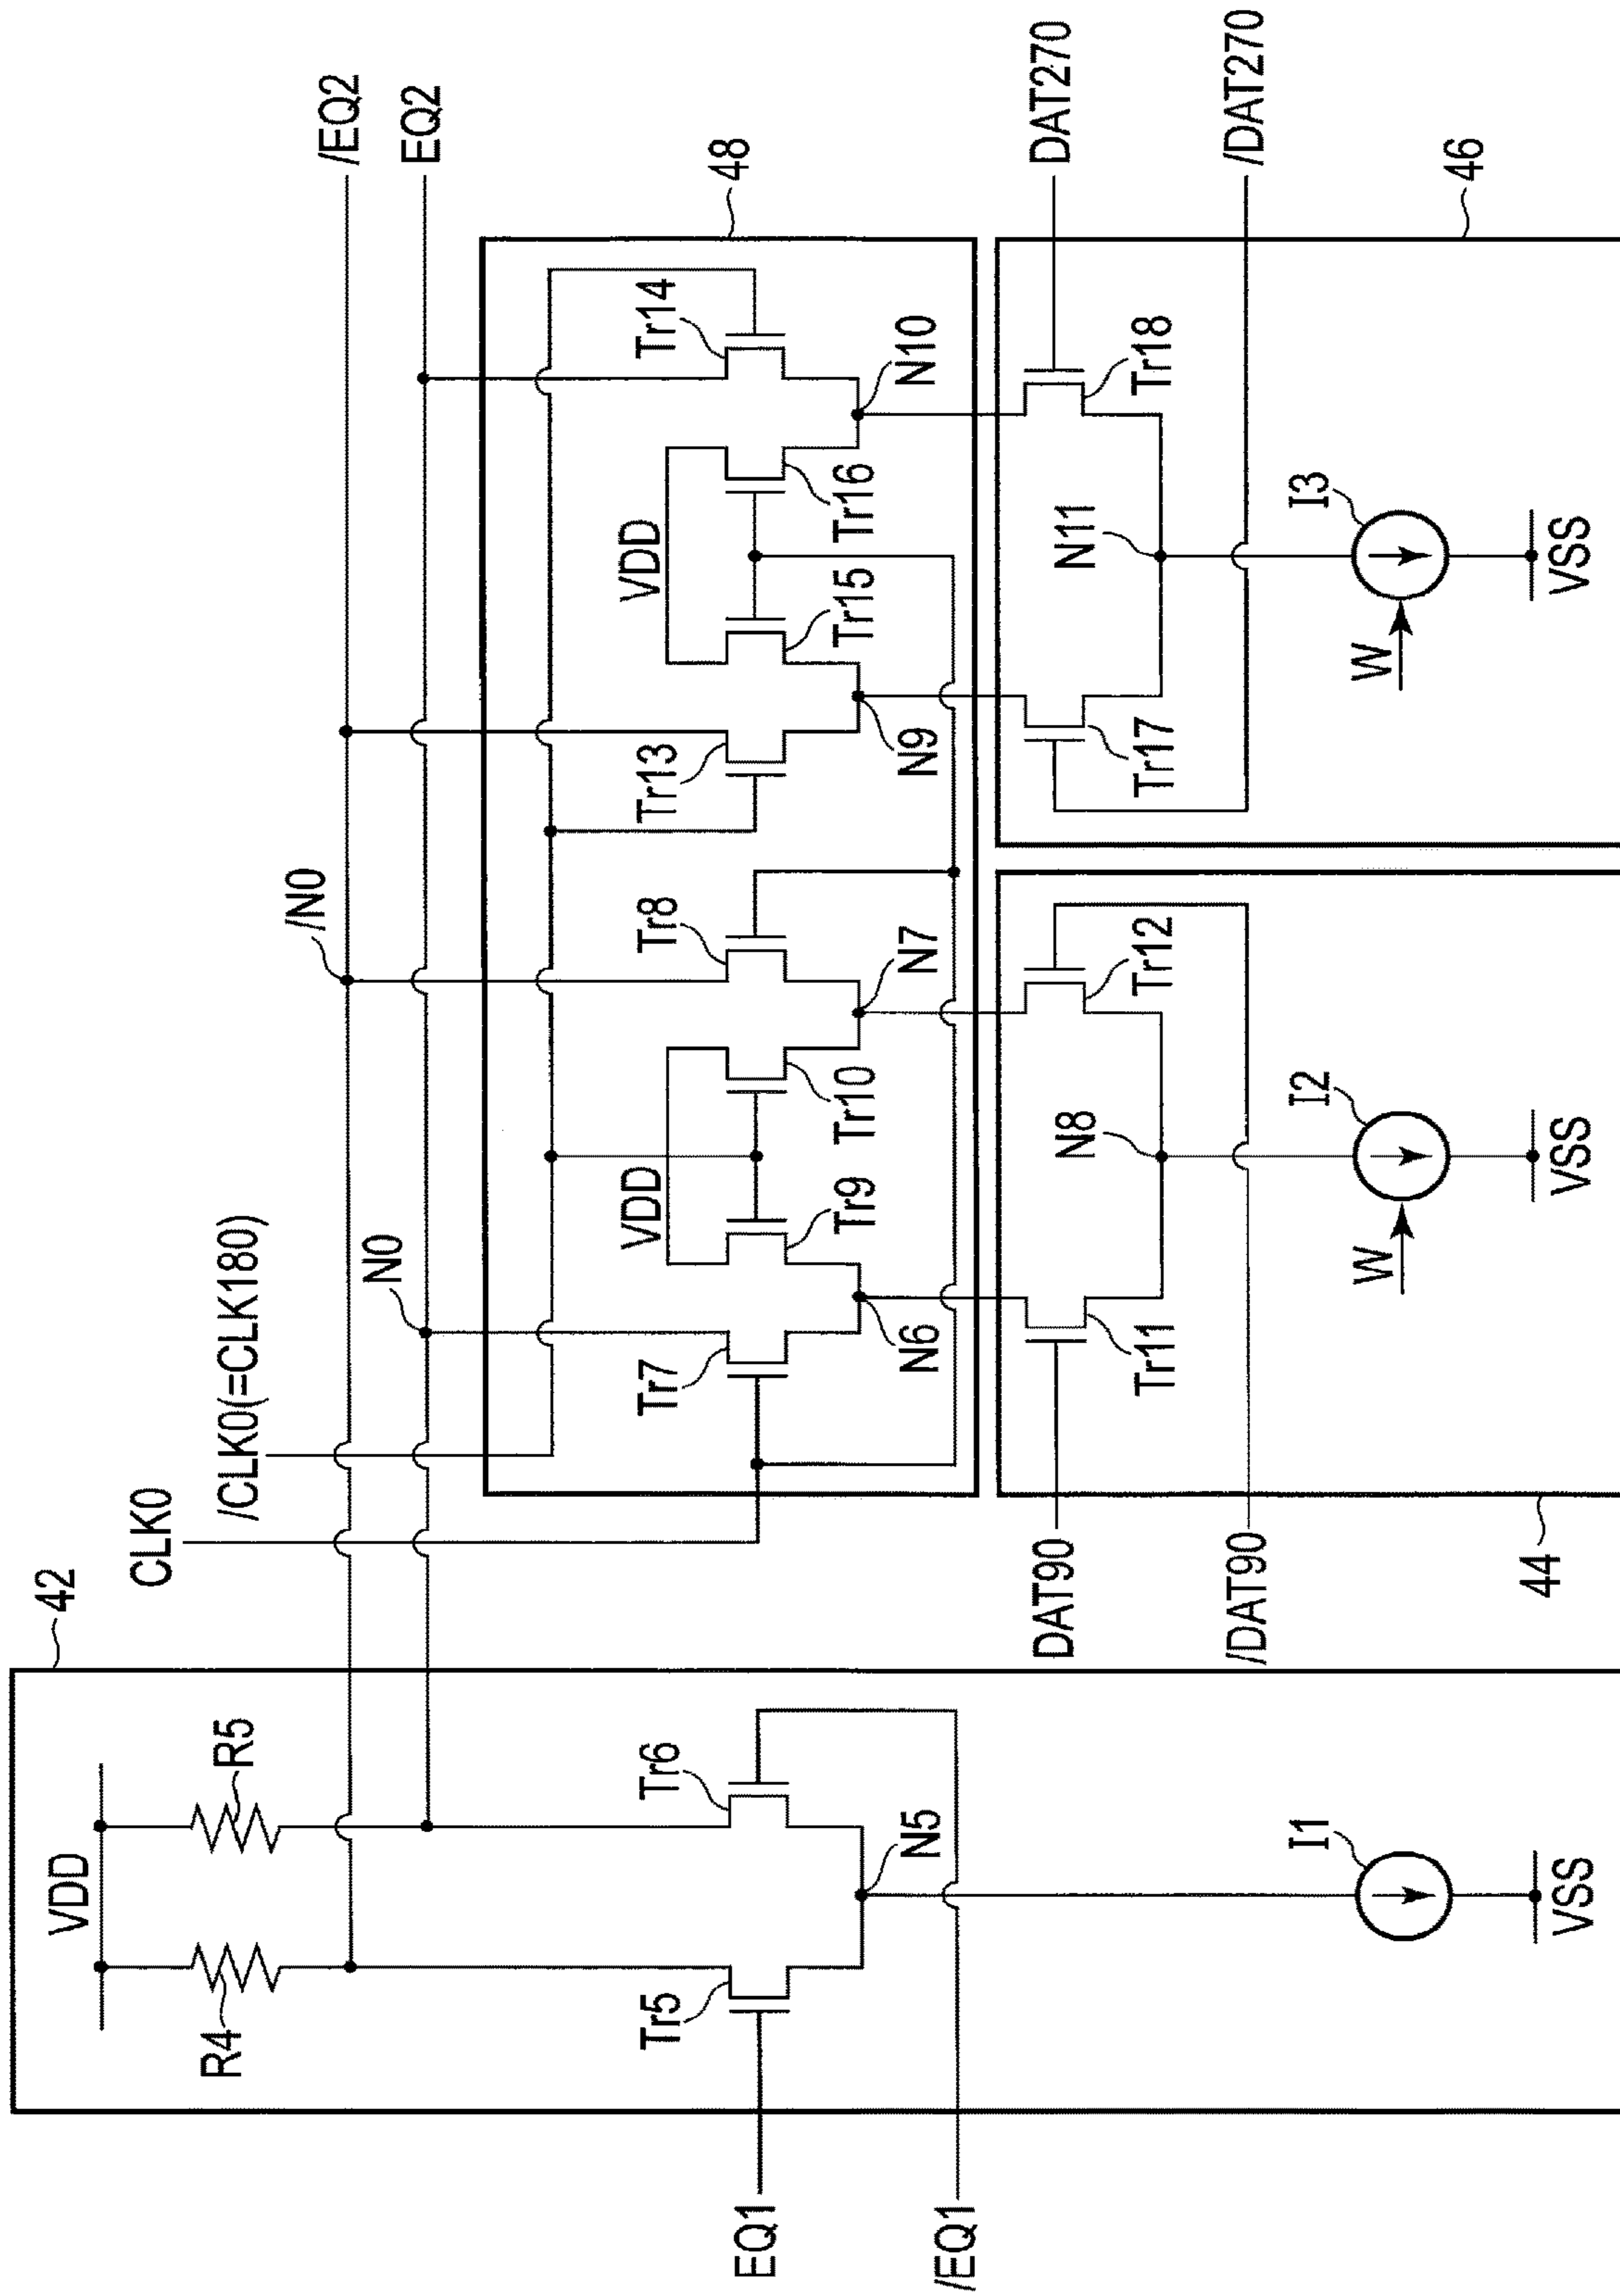 /EQ2
EQ2
/N0
N0
/CLK0(=CLK180)
CLK0
42
48
VDD
R4
R5
Tr5
Tr6
N5
I1
VSS
EQ1
/EQ1
Tr7
VDD
Tr9
Tr10
Tr8
N6
N7
Tr13
VDD
Tr15
Tr16
Tr14
N9
N10
DAT90
/DAT90
Tr11
N8
Tr12
W
I2
VSS
44
Tr17
N11
Tr18
W
I3
VSS
46
DAT270
/DAT270